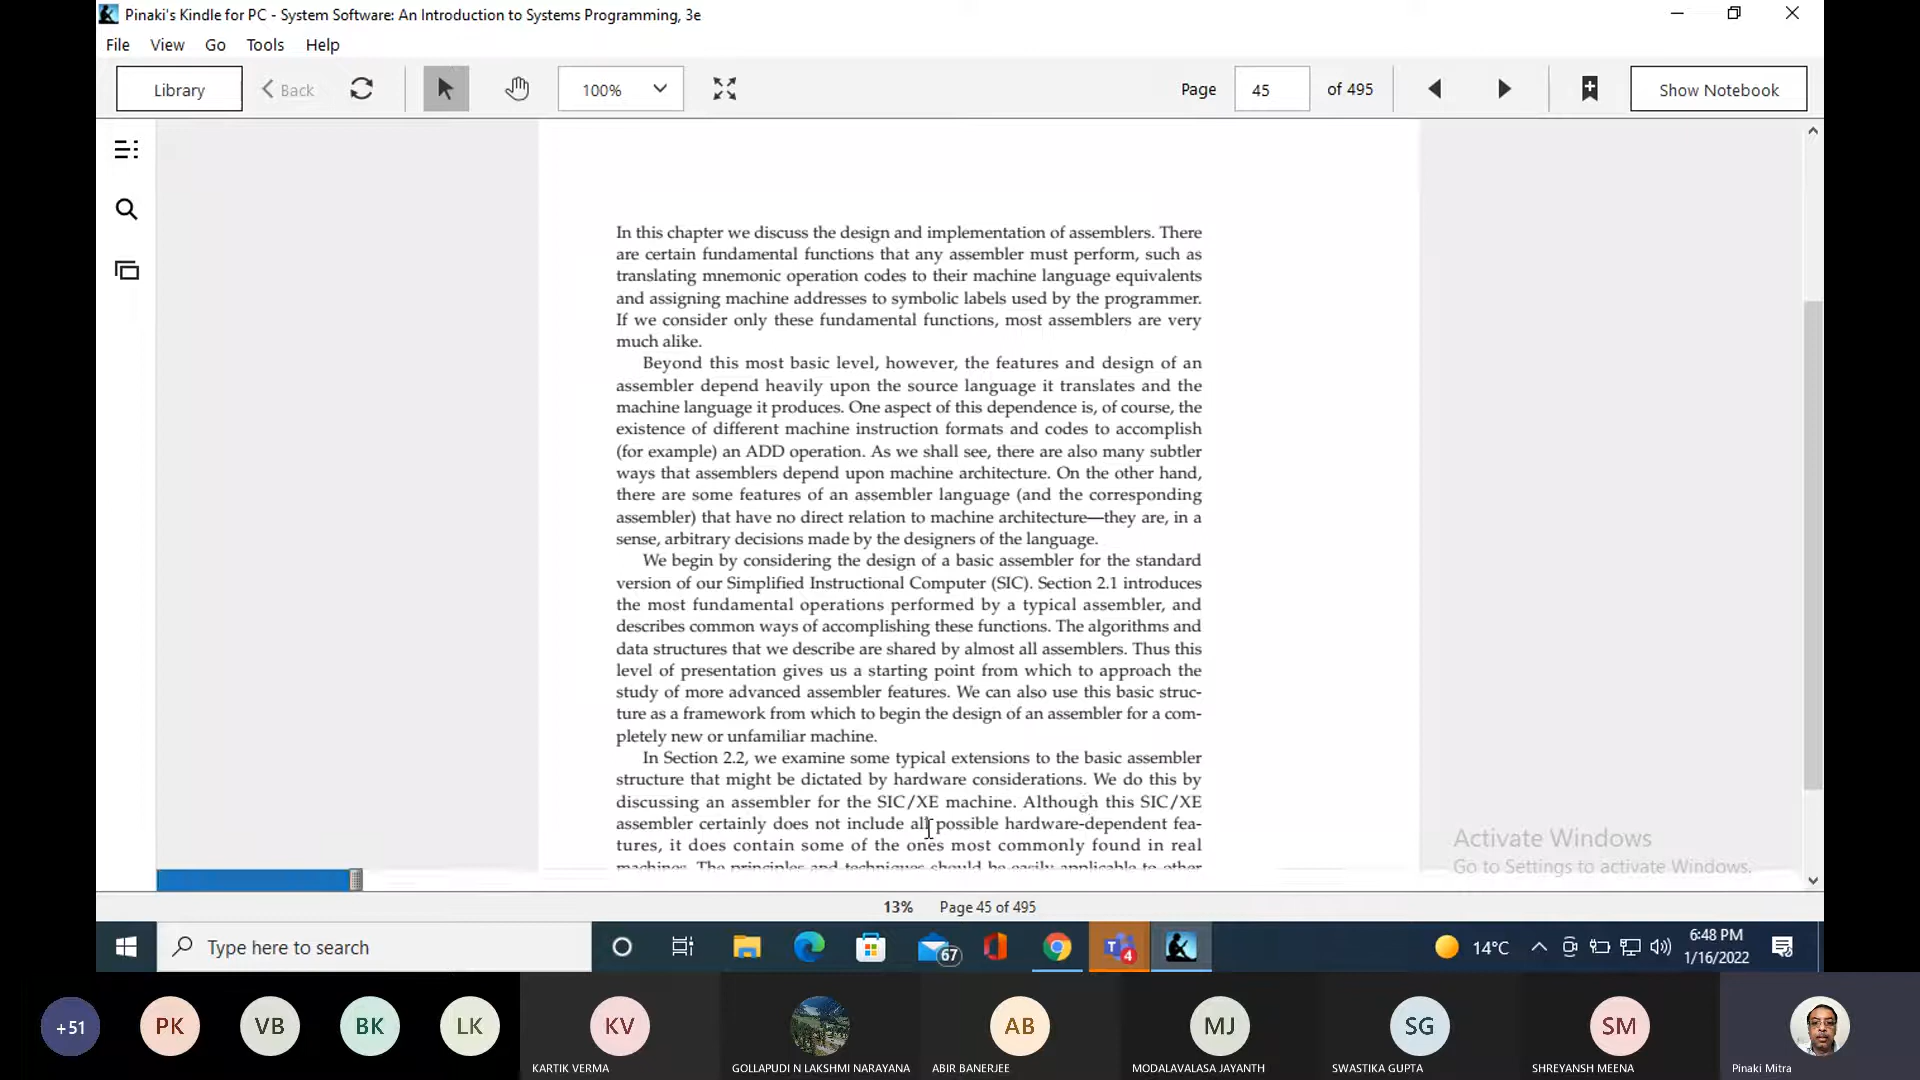 Pinaki's Kindle for PC - System Software: An Introduction to Systems Programming, 3e
File View Go Tools Help
Library
Back
100%
Page 45 of 495
Show Notebook
In this chapter we discuss the design and implementation of assemblers. There
are certain fundamental functions that any assembler must perform, such as
translating mnemonic operation codes to their machine language equivalents
and assigning machine addresses to symbolic labels used by the programmer.
If we consider only these fundamental functions, most assemblers are very
much alike.
Beyond this most basic level, however, the features and design of an
assembler depend heavily upon the source language it translates and the
machine language it produces. One aspect of this dependence is, of course, the
existence of different machine instruction formats and codes to accomplish
(for example) an ADD operation. As we shall see, there are also many subtler
ways that assemblers depend upon machine architecture. On the other hand,
there are some features of an assembler language (and the corresponding
assembler) that have no direct relation to machine architecture—they are, in a
sense, arbitrary decisions made by the designers of the language.
We begin by considering the design of a basic assembler for the standard
version of our Simplified Instructional Computer (SIC). Section 2.1 introduces
the most fundamental operations performed by a typical assembler, and
describes common ways of accomplishing these functions. The algorithms and
data structures that we describe are shared by almost all assemblers. Thus this
level of presentation gives us a starting point from which to approach the
study of more advanced assembler features. We can also use this basic struc-
ture as a framework from which to begin the design of an assembler for a com-
pletely new or unfamiliar machine.
In Section 2.2, we examine some typical extensions to the basic assembler
structure that might be dictated by hardware considerations. We do this by
discussing an assembler for the SIC/XE machine. Although this SIC/XE
assembler certainly does not include all possible hardware-dependent fea-
tures, it does contain some of the ones most commonly found in real
machines. The principles and techniques should be easily applicable to other
Activate Windows
Go to Settings to activate Windows.
13% Page 45 of 495
Type here to search
67
T
4
14°C
6:48 PM
1/16/2022
+51
PK
VB
BK
LK
KV
KARTIK VERMA
GOLLAPUDI N LAKSHMI NARAYANA
AB
ABIR BANERJEE
MJ
MODALAVALASA JAYANTH
SG
SWASTIKA GUPTA
SM
SHREYANSH MEENA
Pinaki Mitra